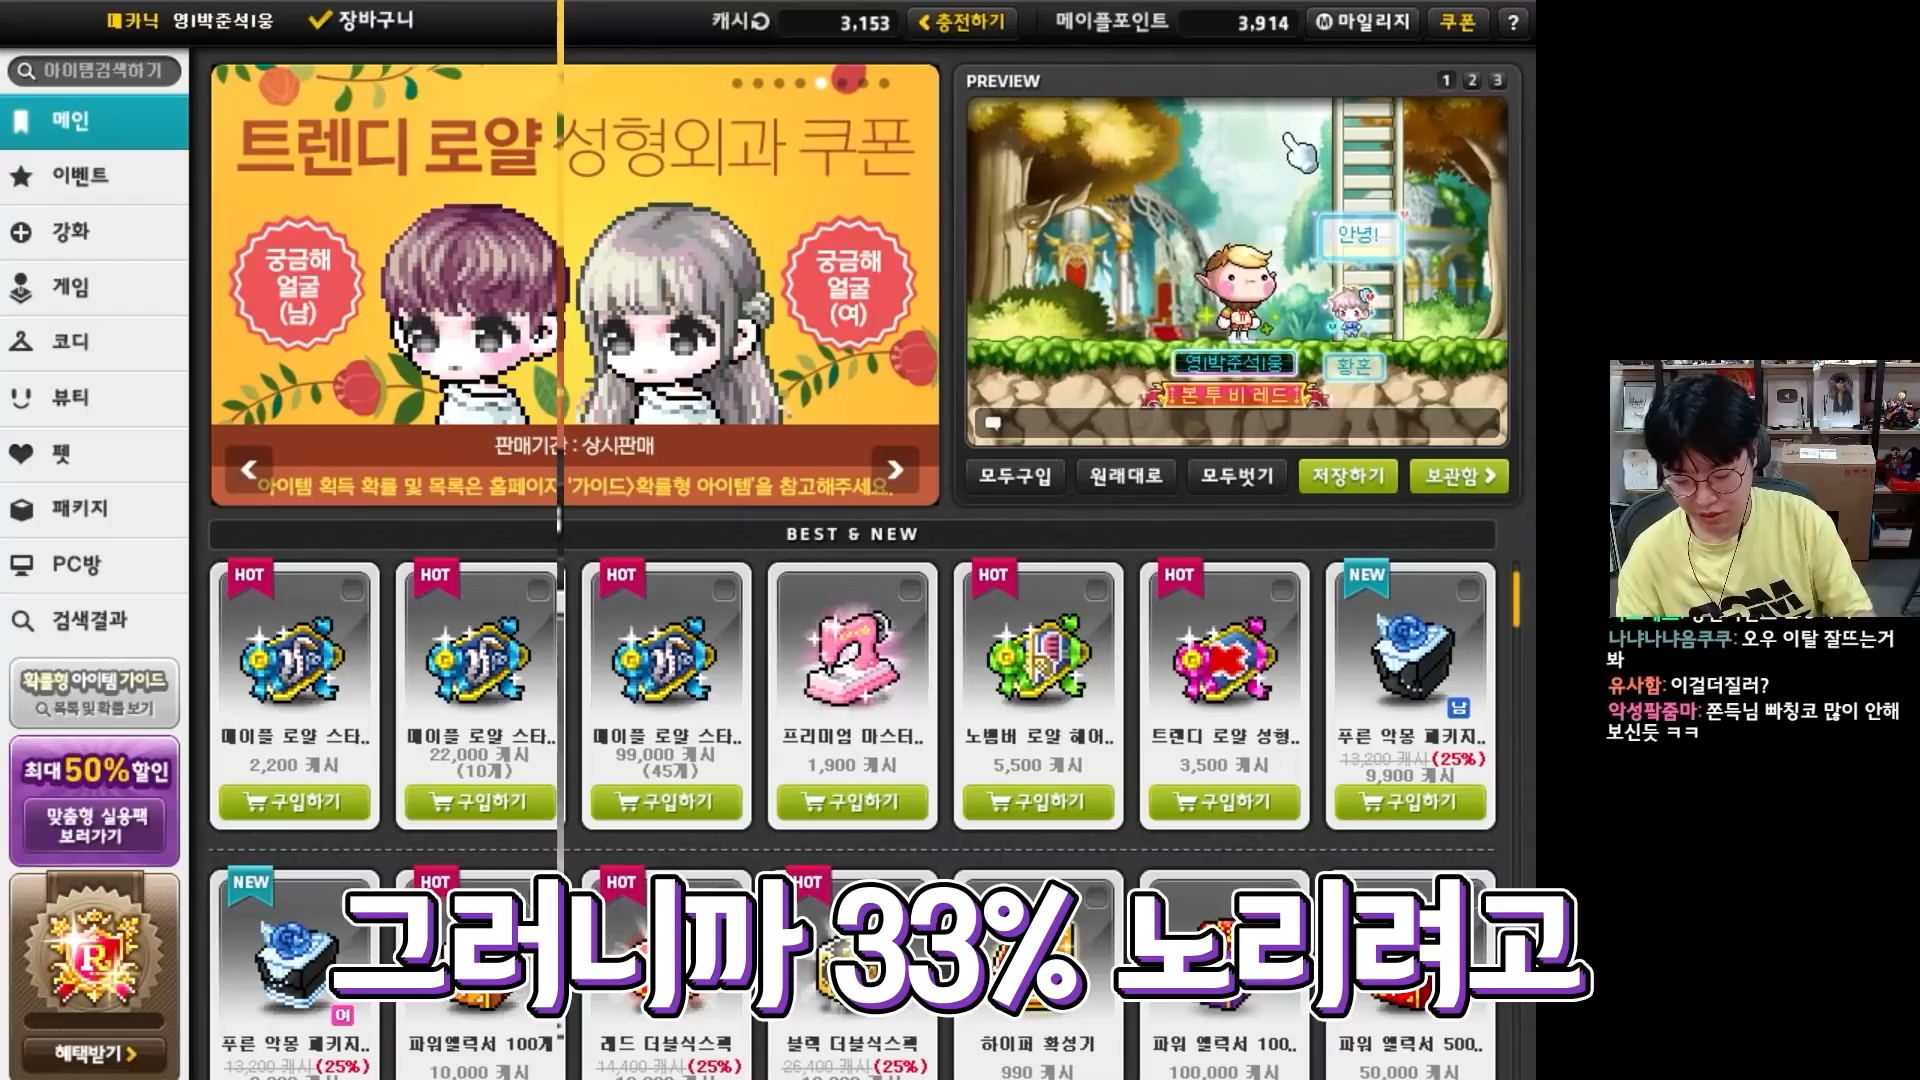 메카닉 영|박준석|웅 장바구니 캐시 3,153 충전하기 메이플포인트 3,914 M 마일리지 쿠폰 ?
아이템검색하기
메인
이벤트
강화
게임
코디
뷰티
펫
패키지
PC방
검색결과
확률형 아이템 가이드
목록 및 확률 보기
최대 50% 할인
맞춤형 실용팩
보러가기
R
혜택받기
트렌디 로얄 성형외과 쿠폰
궁금해
얼굴
(남)
궁금해
얼굴
(여)
판매기간 : 상시판매
아이템 획득 확률 및 목록은 홈페이지 '가이드>확률형 아이템'을 참고해주세요.
PREVIEW 1 2 3
안녕!
영|박준석|웅
황혼
본 투 비 레드
모두구입 원래대로 모두벗기 저장하기 보관함
BEST & NEW
HOT HOT HOT HOT HOT NEW
남
메이플 로얄 스타.. 메이플 로얄 스타.. 메이플 로얄 스타.. 프리미엄 마스터.. 노벰버 로얄 헤어.. 트렌디 로얄 성형.. 푸른 악몽 패키지..
2,200 캐시 22,000 캐시 (10개) 99,000 캐시 (45개) 1,900 캐시 5,500 캐시 3,500 캐시 13,200 캐시 (25%) 9,900 캐시
구입하기 구입하기 구입하기 구입하기 구입하기 구입하기 구입하기
NEW HOT HOT HOT
그러니까 33% 노리려고
여
푸른 악몽 패키지.. 파워엘릭서 100개 레드 더블식스팩 블랙 더블식스팩 하이퍼 확성기 파워 엘릭서 100.. 파워 엘릭서 500..
13,200 캐시 (25%) 10,000 캐시 14,400 캐시 (25%) 26,400 캐시 (25%) 990 캐시 100,000 캐시 50,000 캐시
나냐나냐음쿠쿠: 오우 이탈 잘뜨는거
봐
유사함: 이걸더질러?
악성팤줌마: 쫀득님 빠칭코 많이 안해
보신듯 ㅋㅋ